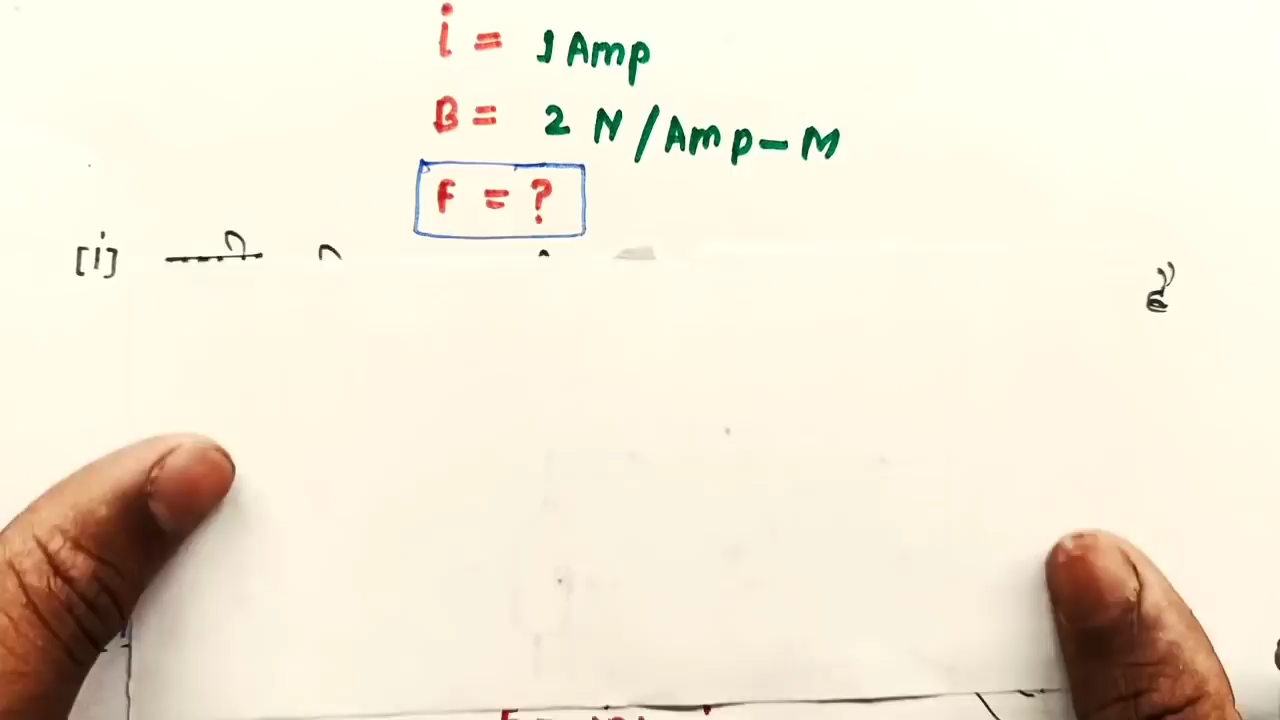 i = 1 Amp
B = 2 N/Amp-M
F = ?
[i]